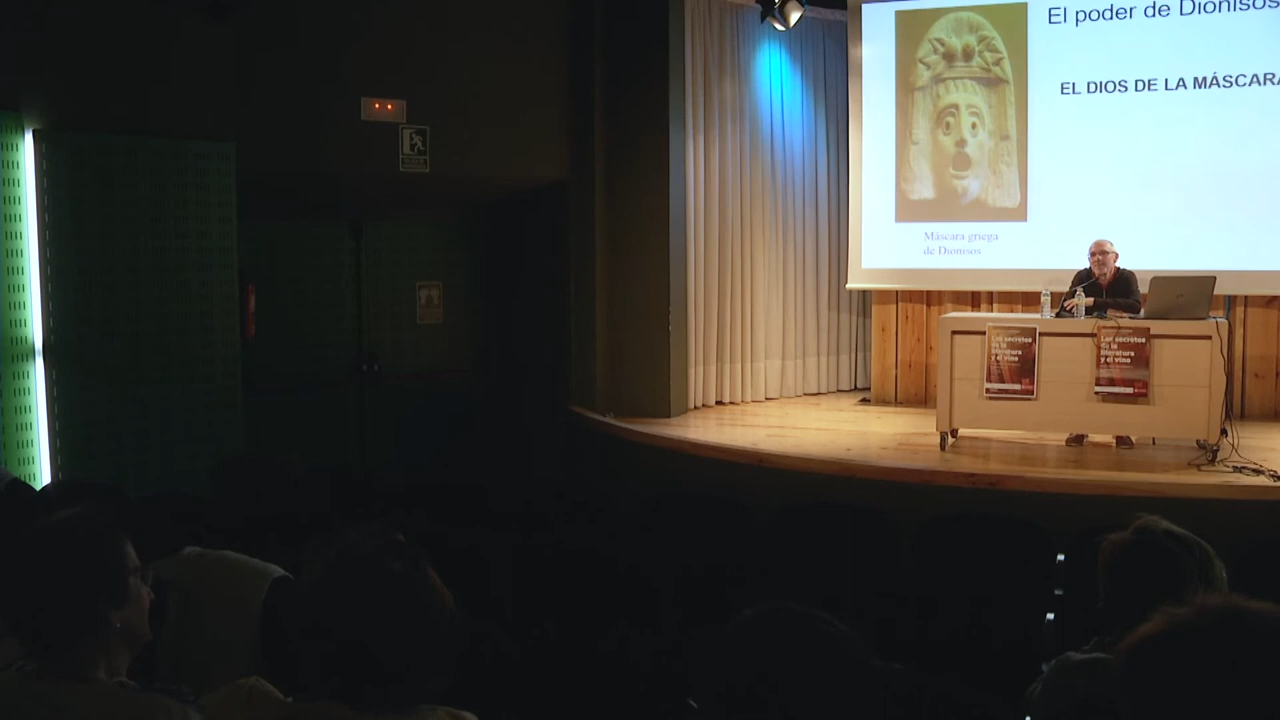 El poder de Dionisos
EL DIOS DE LA MÁSCARA
Máscara griega
de Dionisos
Los secretos
de la
literatura
y el vino
Los secretos
de la
literatura
y el vino